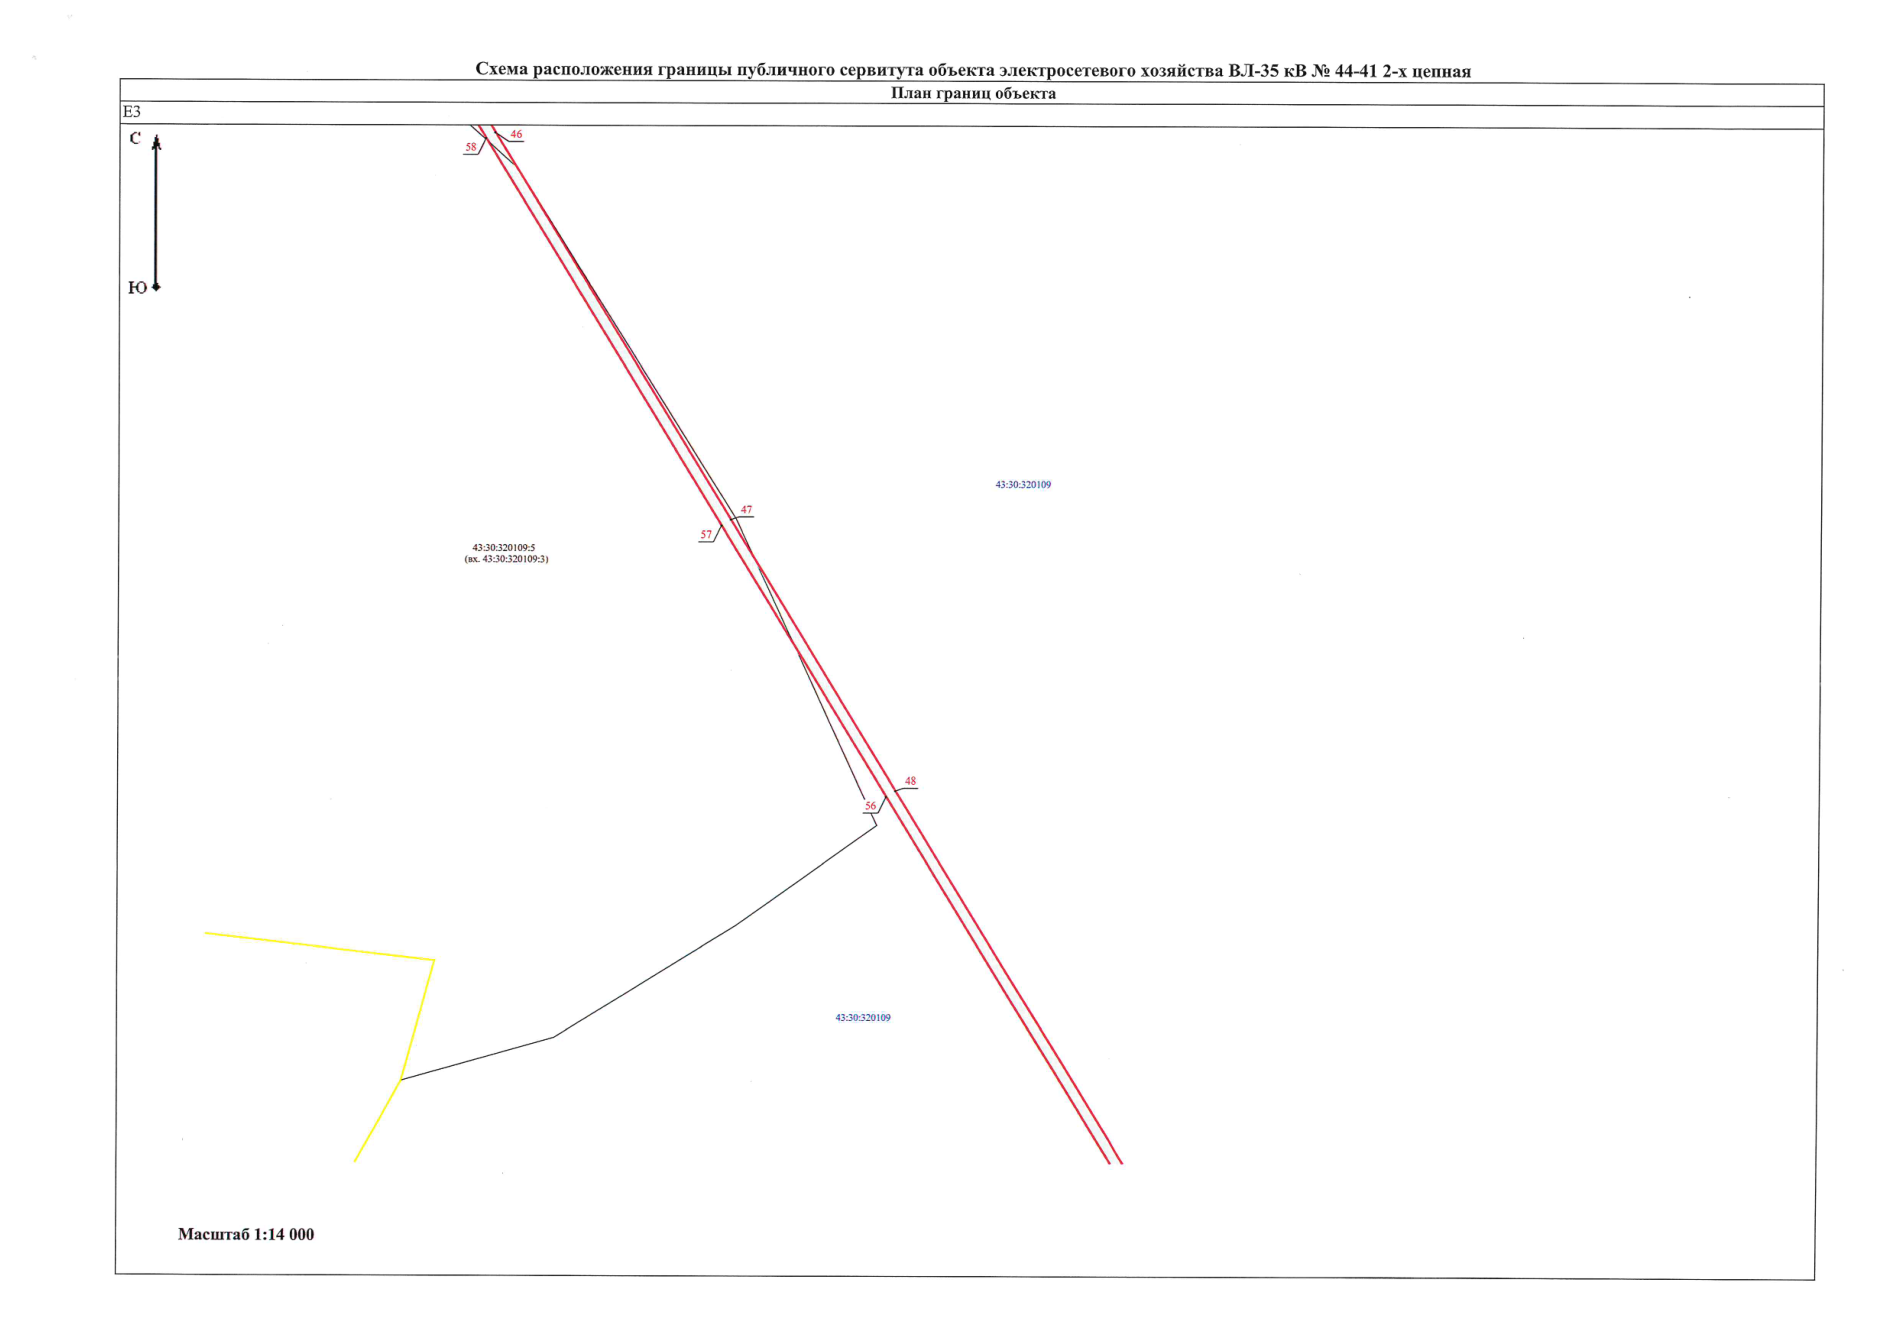 Схема расположения границы публичного сервитута объекта электросетевого хозяйства ВЛ-35 кВ № 44-41 2-х цепная
План границ объекта
Е3
С
Ю
46
58
43:30:320109
47
57
43:30:320109:5
(вх. 43:30:320109:3)
48
56
43:30:320109
Масштаб 1:14 000